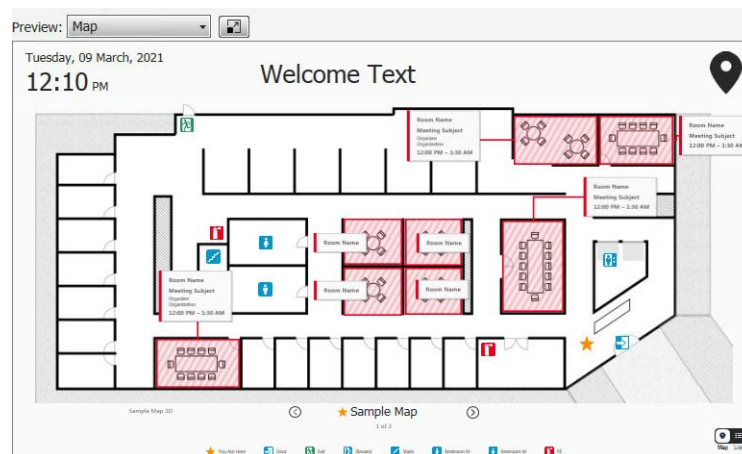 Preview: Map
Tuesday, 09 March, 2021
12:10 PM
Welcome Text
Room Name
Meeting Subject
Organizer
Organization
12:00 PM – 1:30 AM
Room Name
Meeting Subject
12:00 PM – 1:30 AM
Room Name
Meeting Subject
12:00 PM – 1:30 AM
Room Name
Room Name
Room Name
Room Name
Room Name
Meeting Subject
Organizer
Organization
12:00 PM – 1:30 AM
Sample Map 3D
Sample Map
1 of 2
You Are Here
Door
Exit
Elevator
Stairs
Restroom M
Restroom W
Map